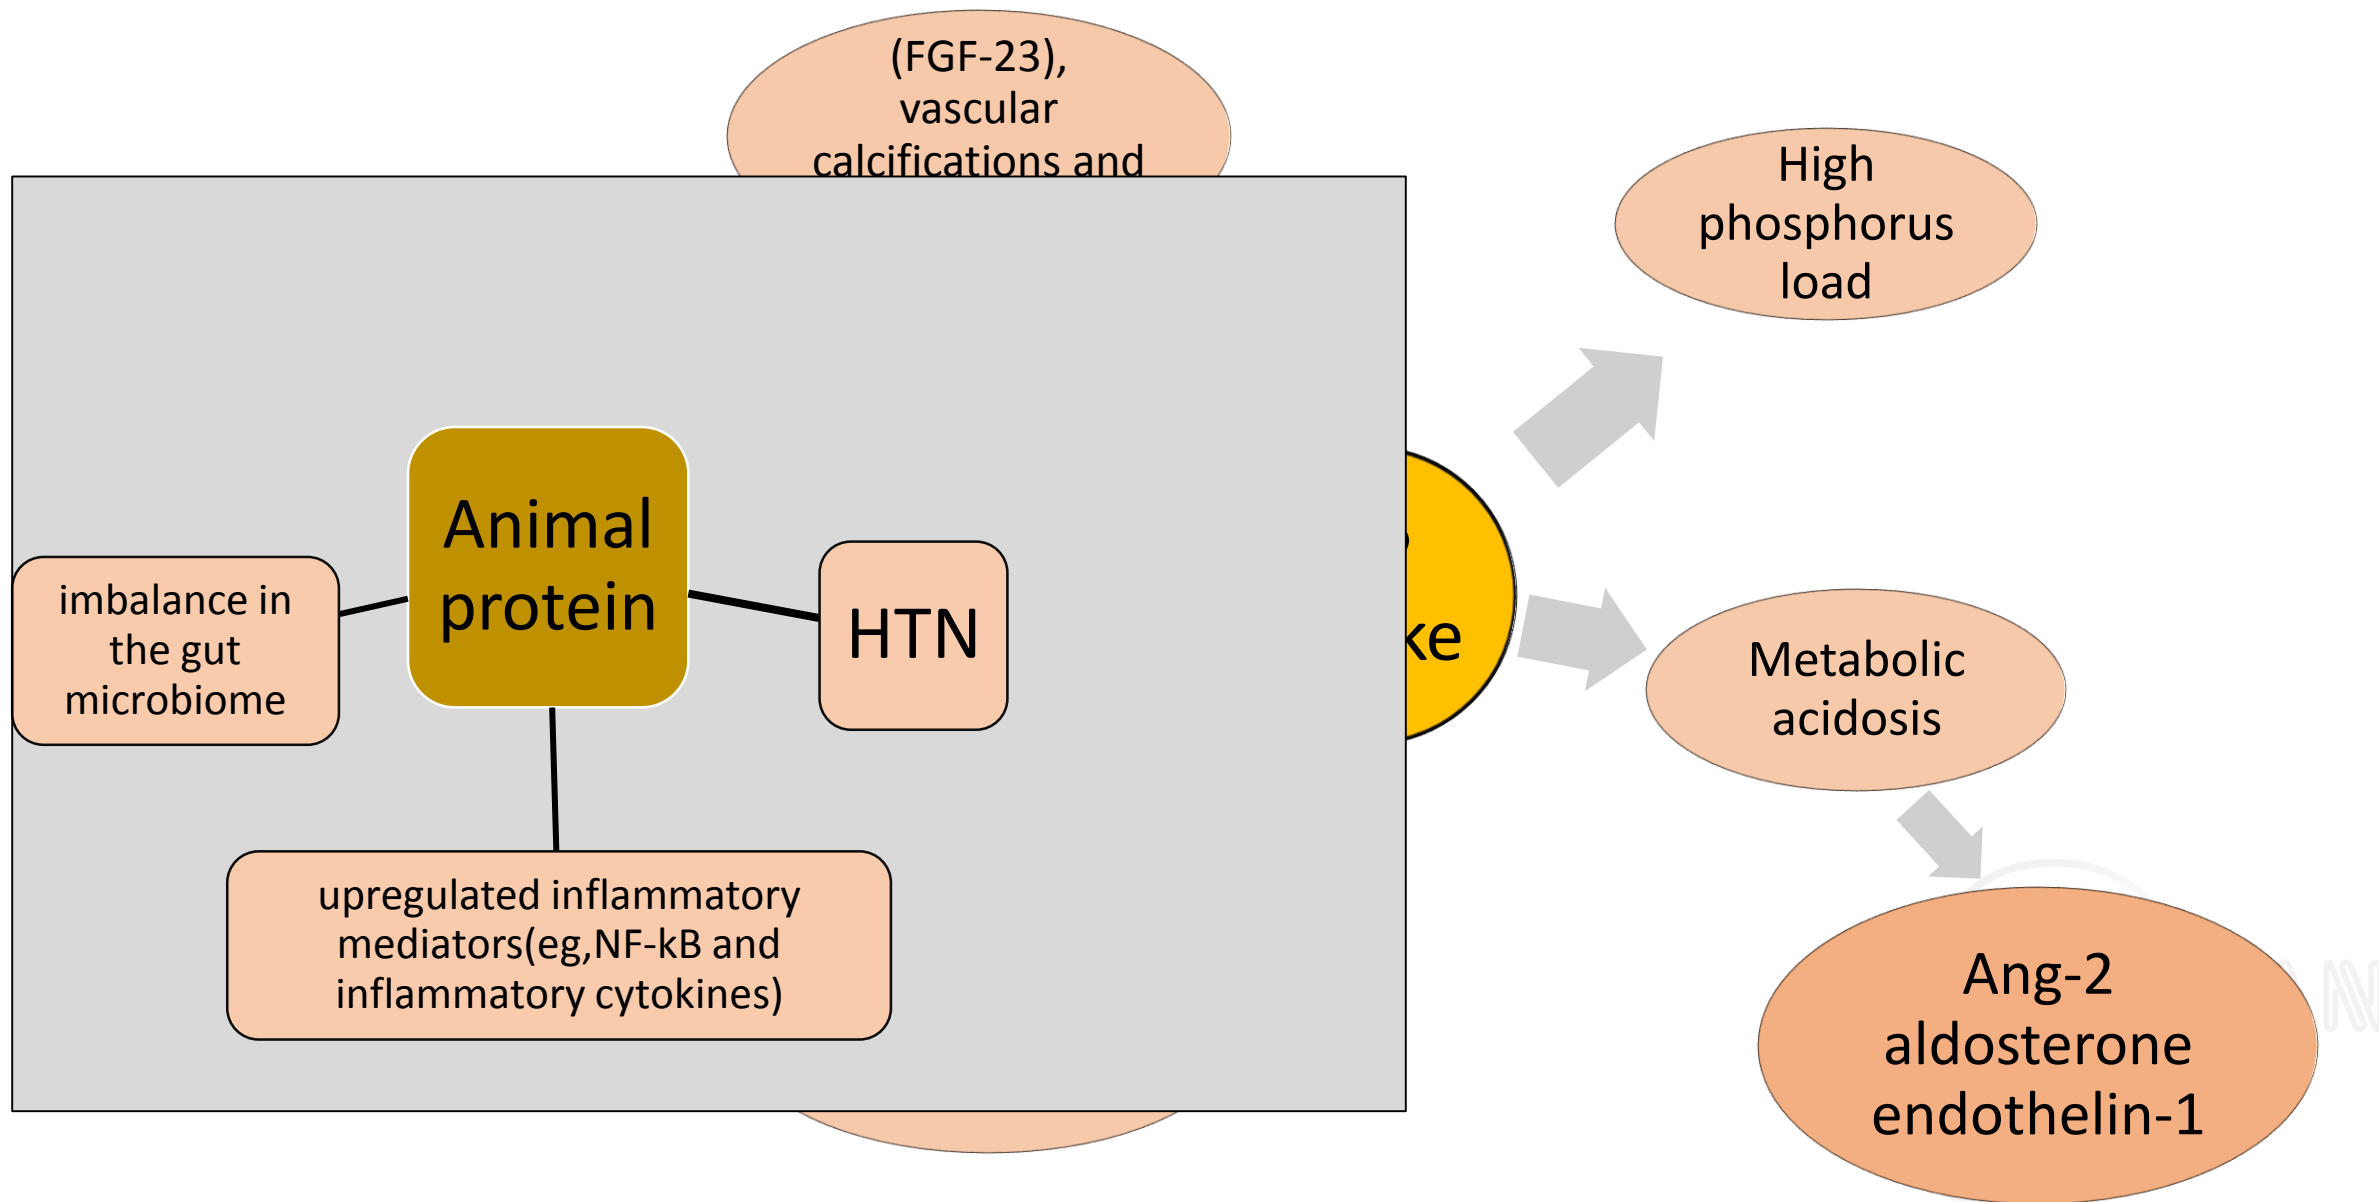 (FGF-23),
vascular
calcifications and
High
phosphorus
load
Animal
protein
imbalance in
the gut
microbiome
HTN
upregulated inflammatory
mediators(eg,NF-kB and
inflammatory cytokines)
ke
Metabolic
acidosis
Ang-2
aldosterone
endothelin-1